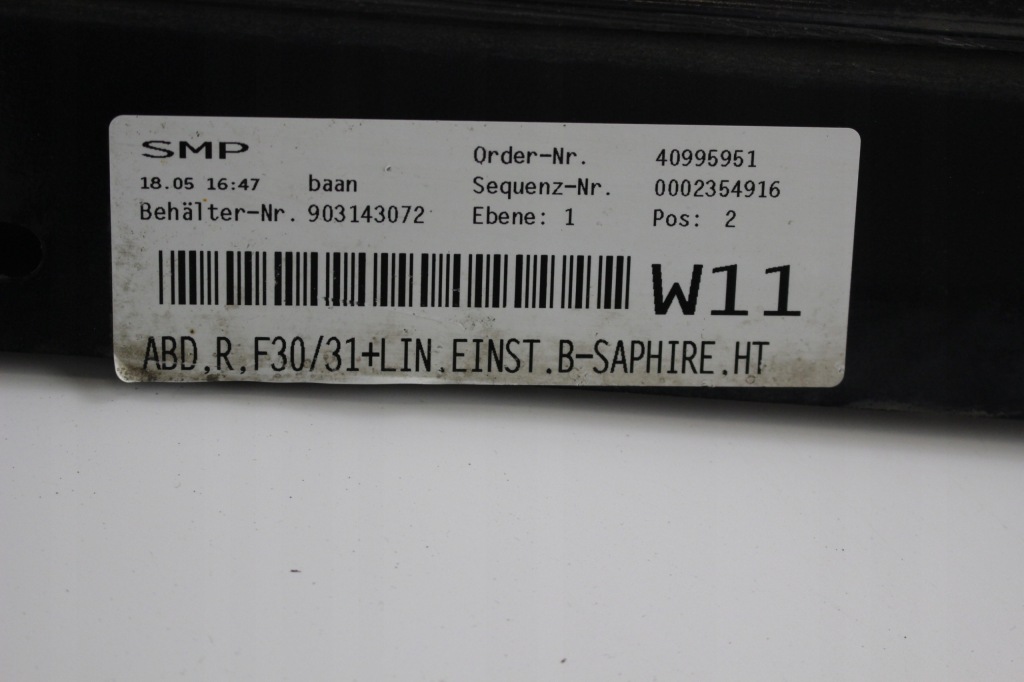 SMP
Order-Nr. 40995951
18.05 16:47 baan Sequenz-Nr. 0002354916
Behälter-Nr. 903143072 Ebene: 1 Pos: 2
W11
ABD,R,F30/31+LIN.EINST.B-SAPHIRE.HT